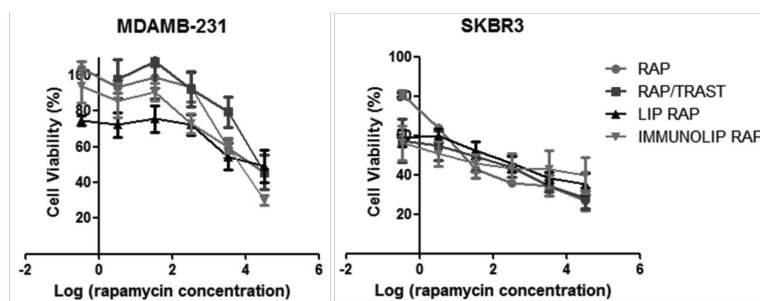 MDAMB-231
SKBR3
Cell Viability (%)
100
80
60
40
20
-2 0 2 4 6
Log (rapamycin concentration)
Cell Viability (%)
100
80
60
40
20
-2 0 2 4 6
Log (rapamycin concentration)
RAP
RAP/TRAST
LIP RAP
IMMUNOLIP RAP